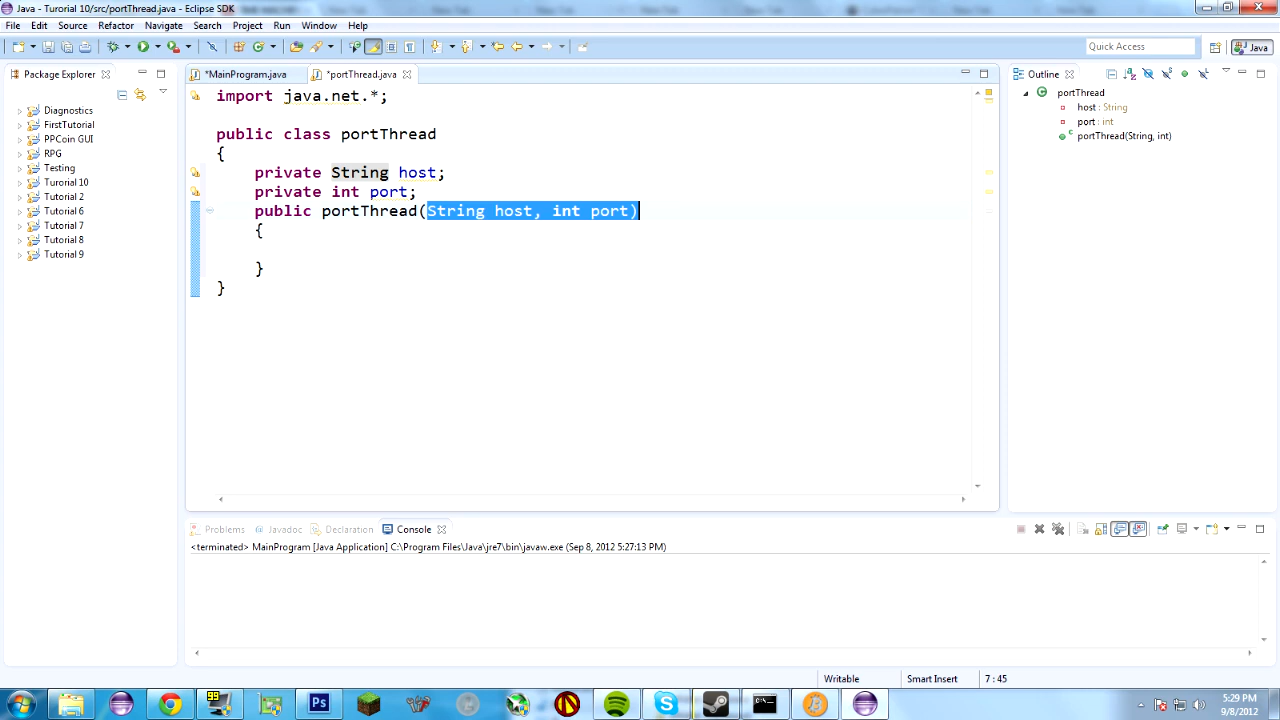 Java - Tutorial 10/src/portThread.java - Eclipse SDK
File Edit Source Refactor Navigate Search Project Run Window Help
Quick Access
Java
Package Explorer
*MainProgram.java
*portThread.java
Outline
Diagnostics
FirstTutorial
PPCoin GUI
RPG
Testing
Tutorial 10
Tutorial 2
Tutorial 6
Tutorial 7
Tutorial 8
Tutorial 9
import java.net.*;
public class portThread
{
private String host;
private int port;
public portThread(String host, int port)
{
}
}
portThread
host : String
port : int
portThread(String, int)
Problems @ Javadoc Declaration Console
<terminated> MainProgram [Java Application] C:\Program Files\Java\jre7\bin\javaw.exe (Sep 8, 2012 5:27:13 PM)
Writable
Smart Insert
7 : 45
99
Ps
5:29 PM
9/8/2012